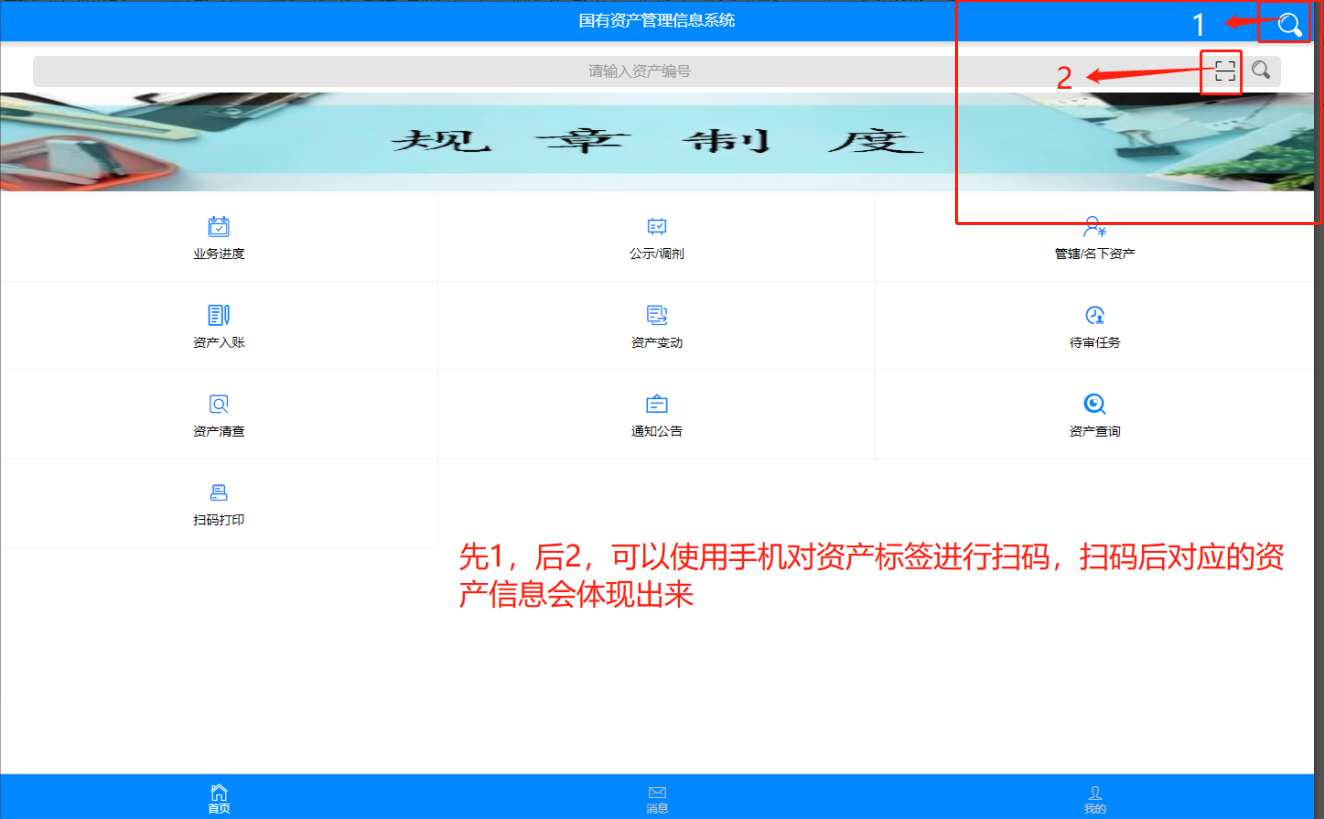 国有资产管理信息系统
1
请输入资产编号
2
规章制度
业务进度
公示/调剂
管辖/名下资产
资产入账
资产变动
待审任务
资产清查
通知公告
资产查询
扫码打印
先1，后2，可以使用手机对资产标签进行扫码，扫码后对应的资
产信息会体现出来
首页
消息
我的